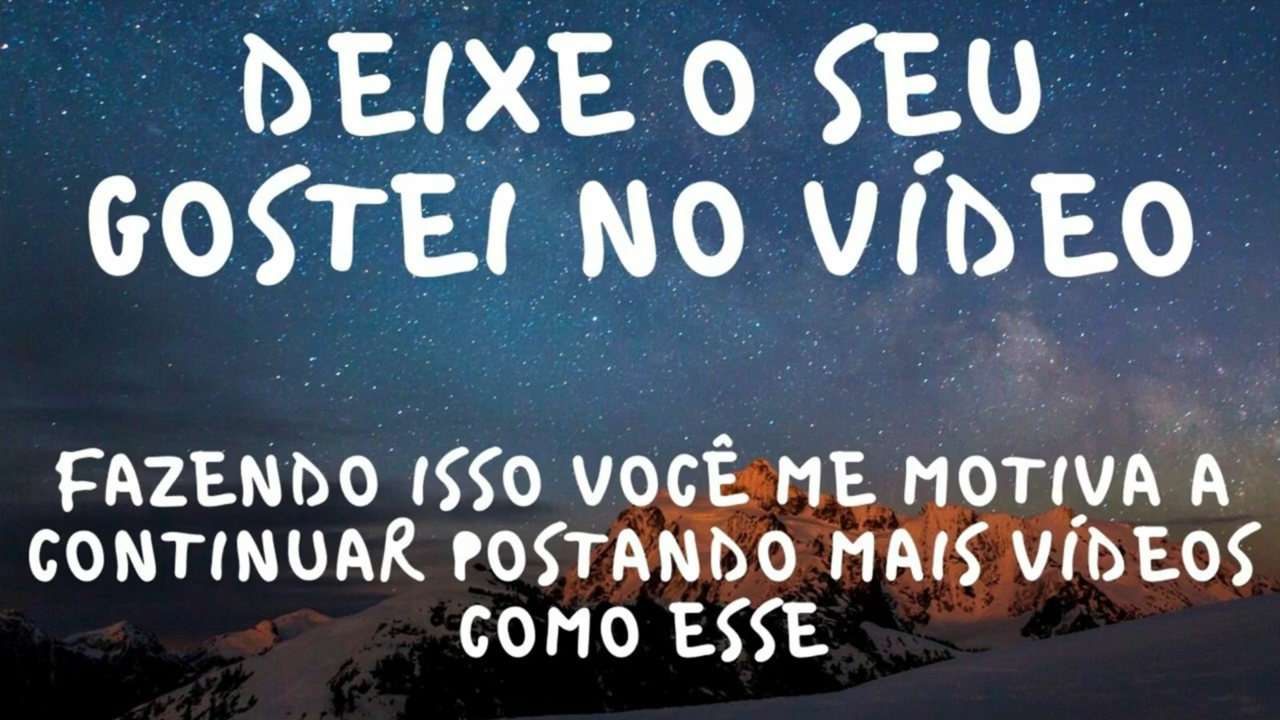 DEIXE O SEU
GOSTEI NO VÍDEO
FAZENDO ISSO VOCÊ ME MOTIVA A
CONTINUAR POSTANDO MAIS VÍDEOS
COMO ESSE